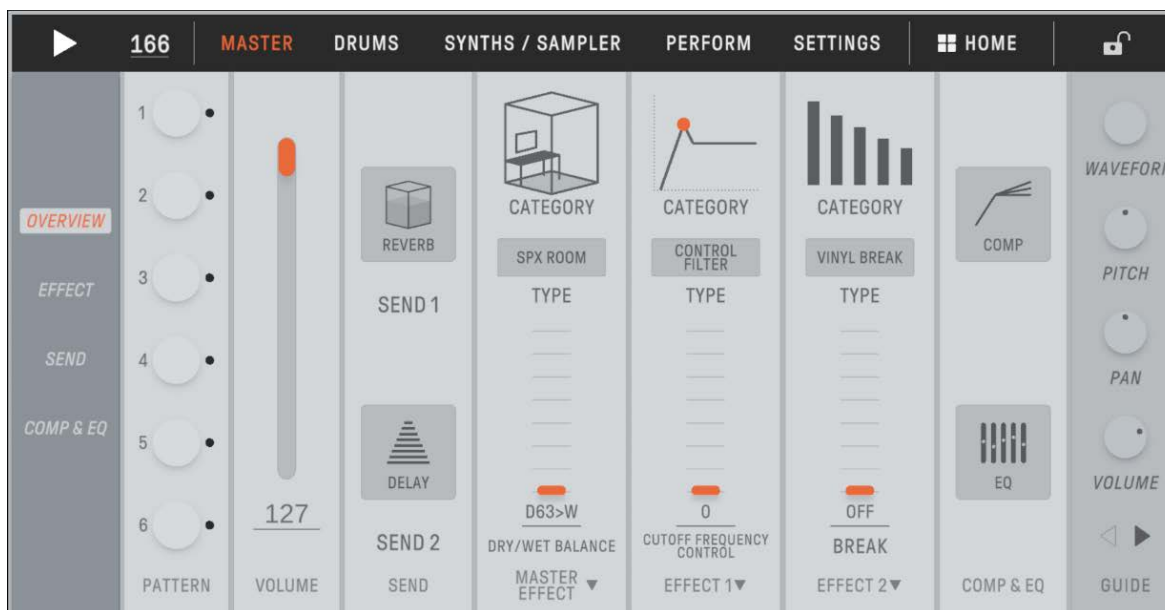 166 MASTER DRUMS SYNTHS / SAMPLER PERFORM SETTINGS HOME
OVERVIEW
EFFECT
SEND
COMP & EQ
1
2
3
4
5
6
PATTERN
127
VOLUME
REVERB
SEND 1
DELAY
SEND 2
SEND
CATEGORY
SPX ROOM
TYPE
D63>W
DRY/WET BALANCE
MASTER
EFFECT
CATEGORY
CONTROL
FILTER
TYPE
0
CUTOFF FREQUENCY
CONTROL
EFFECT 1
CATEGORY
VINYL BREAK
TYPE
OFF
BREAK
EFFECT 2
COMP
EQ
COMP & EQ
WAVEFORM
PITCH
PAN
VOLUME
GUIDE